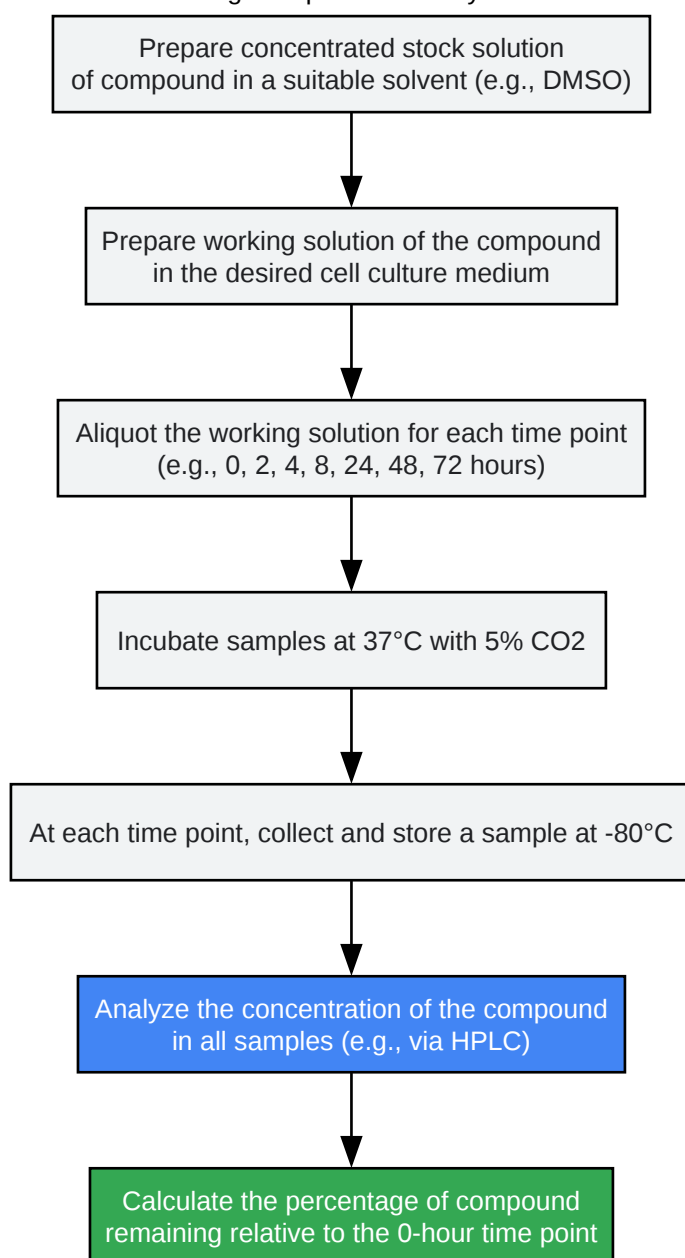 Prepare concentrated stock solution
of compound in a suitable solvent (e.g., DMSO)
Prepare working solution of the compound
in the desired cell culture medium
Aliquot the working solution for each time point
(e.g., 0, 2, 4, 8, 24, 48, 72 hours)
Incubate samples at 37°C with 5% CO2
At each time point, collect and store a sample at -80°C
Analyze the concentration of the compound
in all samples (e.g., via HPLC)
Calculate the percentage of compound
remaining relative to the 0-hour time point